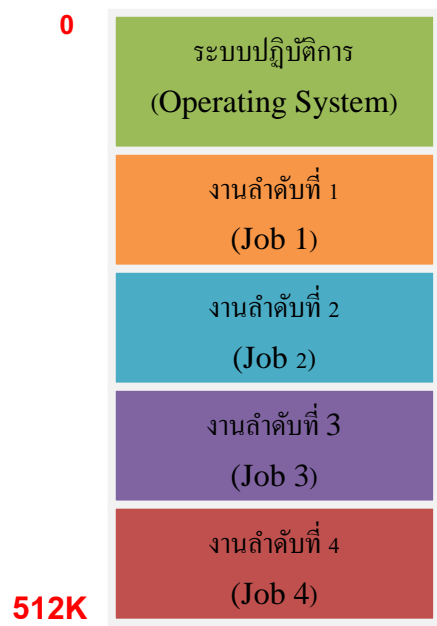 0
ระบบปฏิบัติการ
(Operating System)
งานลำดับที่ 1
(Job 1)
งานลำดับที่ 2
(Job 2)
งานลำดับที่ 3
(Job 3)
งานลำดับที่ 4
(Job 4)
512K